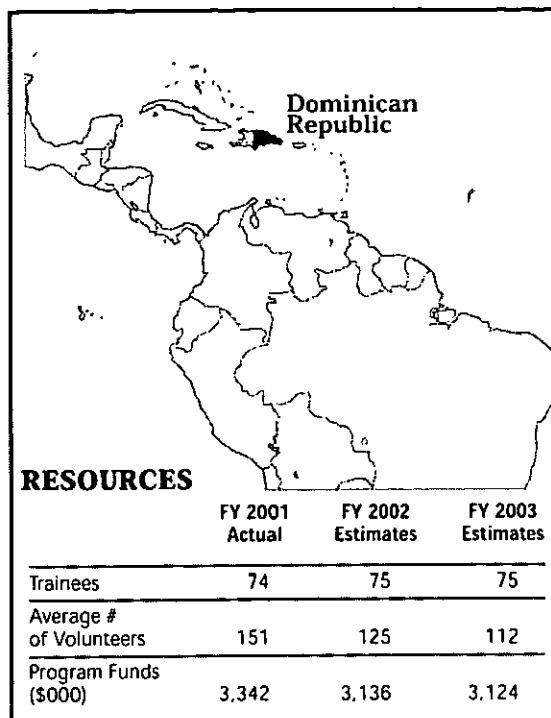 Dominican
Republic
RESOURCES
FY 2001 FY 2002 FY 2003
Actual Estimates Estimates
Trainees 74 75 75
Average #
of Volunteers 151 125 112
Program Funds
($000) 3,342 3,136 3,124